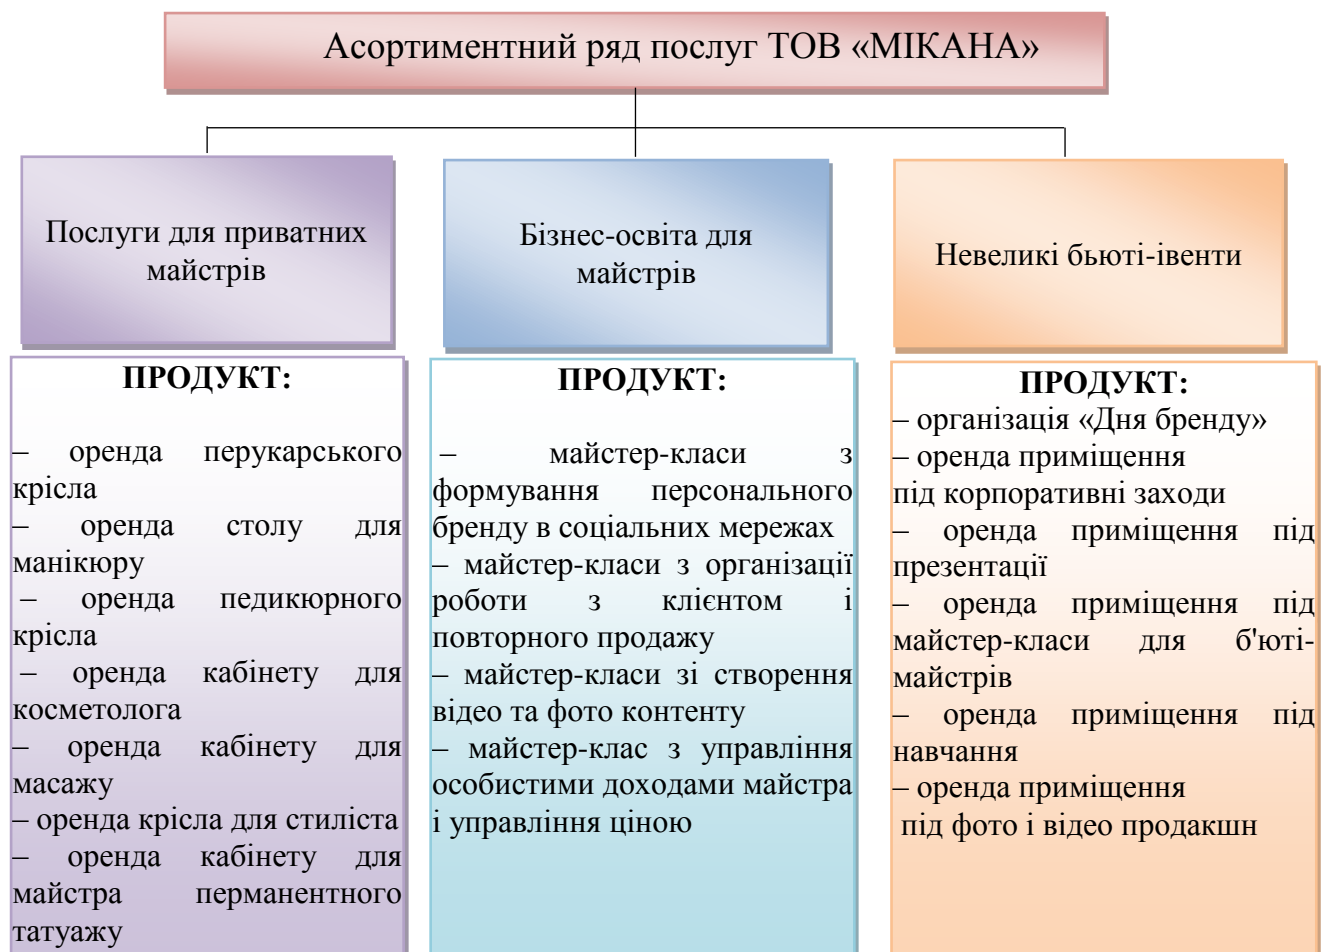 Асортиментний ряд послуг ТОВ «МІКАНА»
Послуги для приватних
майстрів
ПРОДУКТ:
– оренда перукарського
крісла
– оренда столу для
манікюру
– оренда педикюрного
крісла
– оренда кабінету для
косметолога
– оренда кабінету для
масажу
– оренда крісла для стиліста
– оренда кабінету для
майстра перманентного
татуажу
Бізнес-освіта для
майстрів
ПРОДУКТ:
– майстер-класи з
формування персонального
бренду в соціальних мережах
– майстер-класи з організації
роботи з клієнтом і
повторного продажу
– майстер-класи зі створення
відео та фото контенту
– майстер-клас з управління
особистими доходами майстра
і управління ціною
Невеликі бьюті-івенти
ПРОДУКТ:
– організація «Дня бренду»
– оренда приміщення
під корпоративні заходи
– оренда приміщення під
презентації
– оренда приміщення під
майстер-класи для б'юті-
майстрів
– оренда приміщення під
навчання
– оренда приміщення
під фото і відео продакшн